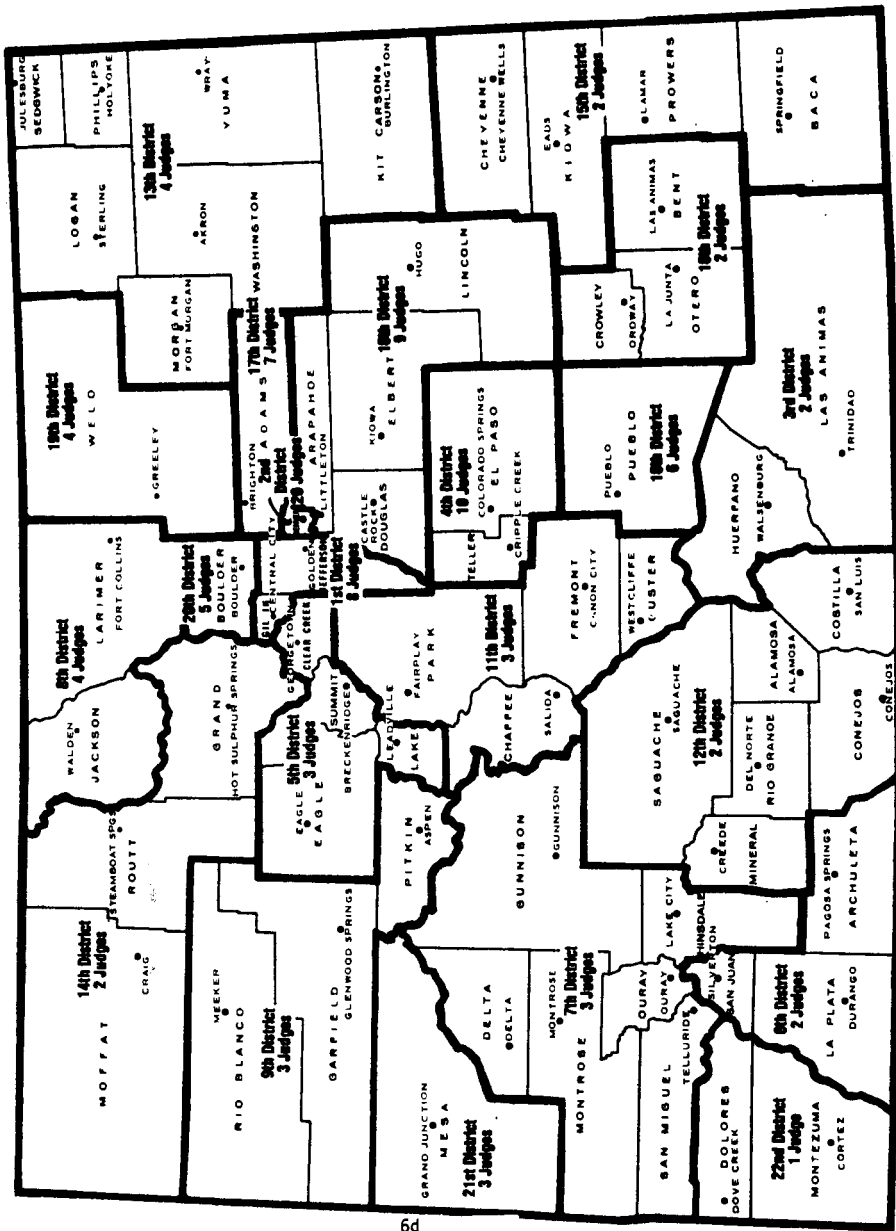 JULESBURG
SEDGWICK
PHILLIPS
HOLYOKE
WRAY
YUMA
LOGAN
STERLING
13th District
4 Judges
AKRON
WASHINGTON
MORGAN
FORT MORGAN
KIT CARSON
BURLINGTON
CHEYENNE
CHEYENNE WELLS
EADS
KIOWA
15th District
2 Judges
LAMAR
PROWERS
SPRINGFIELD
BACA
19th District
4 Judges
WELD
GREELEY
17th District
7 Judges
ADAMS
BRIGHTON
2nd
District
20 Judges
ARAPAHOE
LITTLETON
18th District
9 Judges
KIOWA
ELBERT
HUGO
LINCOLN
CASTLE
ROCK
DOUGLAS
4th District
10 Judges
COLORADO SPRINGS
EL PASO
TELLER
CRIPPLE CREEK
CROWLEY
ORDWAY
LAS ANIMAS
BENT
LA JUNTA
OTERO
2 Judges
PUEBLO
PUEBLO
6 Judges
3rd District
2 Judges
LAS ANIMAS
TRINIDAD
HUERFANO
WALSENBURG
8th District
4 Judges
LARIMER
FORT COLLINS
20th District
5 Judges
BOULDER
BOULDER
CENTRAL CITY
GOLDEN
JEFFERSON
1st District
8 Judges
GEORGETOWN
CLEAR CREEK
WALDEN
JACKSON
GRAND
HOT SULPHUR SPRINGS
SUMMIT
BRECKENRIDGE
5th District
3 Judges
EAGLE
EAGLE
LEADVILLE
LAKE
FAIRPLAY
PARK
11th District
3 Judges
CHAFFEE
SALIDA
FREMONT
CANON CITY
WESTCLIFFE
CUSTER
14th District
2 Judges
MOFFAT
CRAIG
STEAMBOAT SPGS
ROUTT
MEEKER
RIO BLANCO
9th District
3 Judges
GARFIELD
GLENWOOD SPRINGS
PITKIN
ASPEN
GUNNISON
GUNNISON
GRAND JUNCTION
MESA
21st District
3 Judges
DELTA
DELTA
MONTROSE
7th District
3 Judges
MONTROSE
OURAY
OURAY
LAKE CITY
HINSDALE
SILVERTON
SAN JUAN
SAN MIGUEL
TELLURIDE
DOLORES
DOVE CREEK
22nd District
1 Judge
MONTEZUMA
CORTEZ
6th District
2 Judges
LA PLATA
DURANGO
PAGOSA SPRINGS
ARCHULETA
SAGUACHE
SAGUACHE
12th District
2 Judges
CREEDE
MINERAL
DEL NORTE
RIO GRANDE
ALAMOSA
ALAMOSA
CONEJOS
CONEJOS
COSTILLA
SAN LUIS